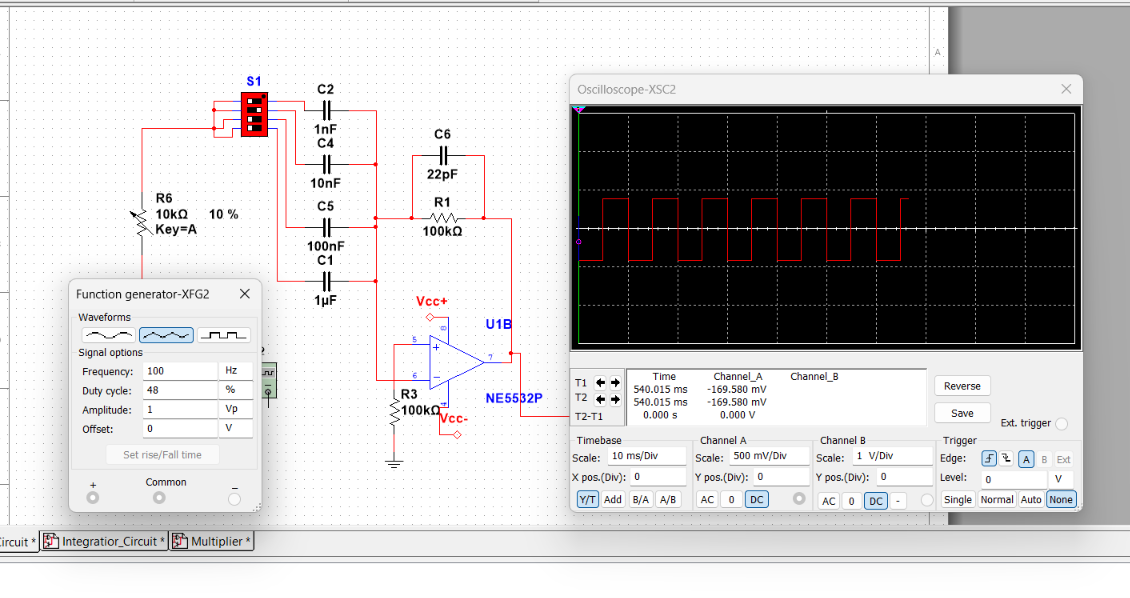 A
S1
C2
1nF
C4
10nF
C5
100nF
C1
1µF
C6
22pF
R1
100kΩ
R6
10kΩ
10 %
Key=A
Vcc+
U1B
8
5
6
7
4
NE5532P
R3
100kΩ
Vcc-
Function generator-XFG2
Waveforms
Signal options
Frequency: 100 Hz
Duty cycle: 48 %
Amplitude: 1 Vp
Offset: 0 V
Set rise/Fall time
+ Common -
Oscilloscope-XSC2
Time Channel_A Channel_B
T1 540.015 ms -169.580 mV
T2 540.015 ms -169.580 mV
T2-T1 0.000 s 0.000 V
Reverse
Save
Ext. trigger
Timebase
Scale: 10 ms/Div
X pos.(Div): 0
Y/T Add B/A A/B
Channel A
Scale: 500 mV/Div
Y pos.(Div): 0
AC 0 DC
Channel B
Scale: 1 V/Div
Y pos.(Div): 0
AC 0 DC -
Trigger
Edge: A B Ext
Level: 0 V
Single Normal Auto None
ircuit * Integratior_Circuit * Multiplier *